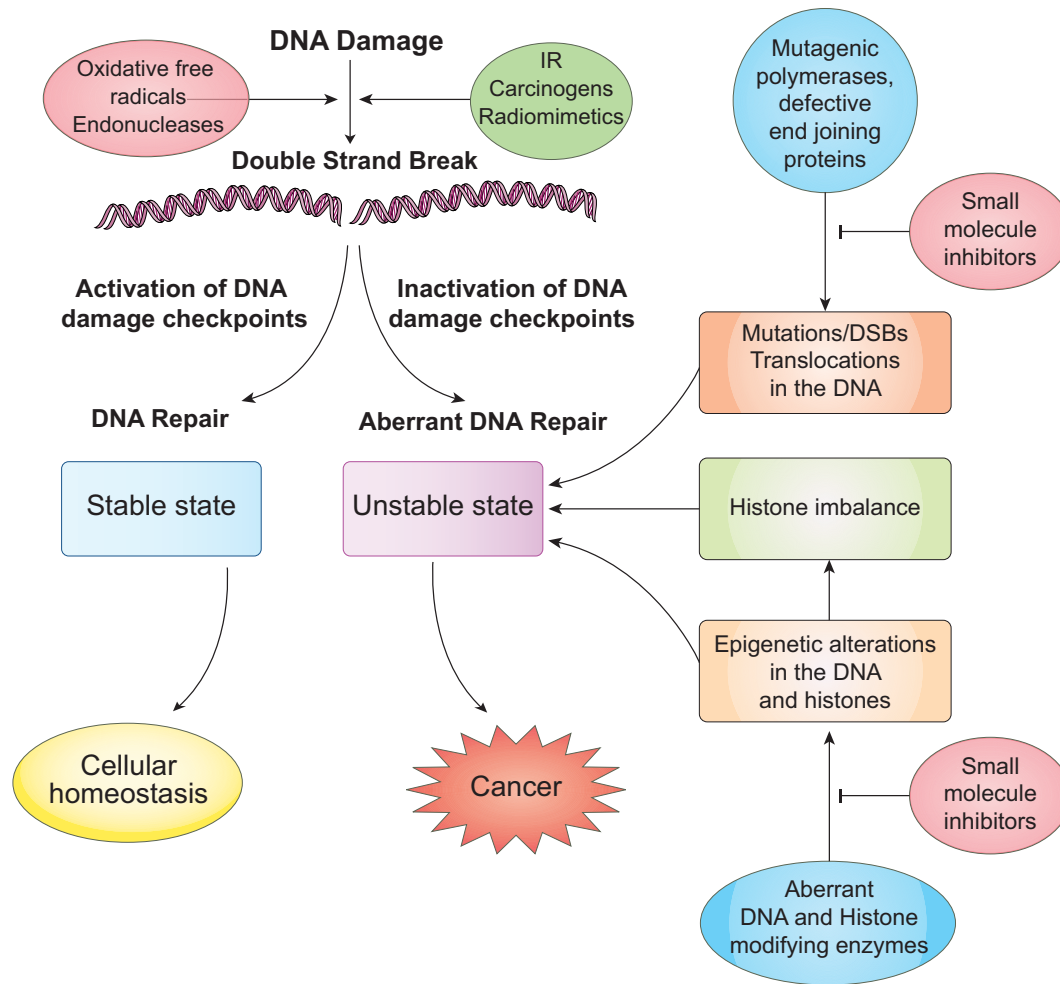 DNA Damage
Oxidative free
radicals
Endonucleases
IR
Carcinogens
Radiomimetics
Double Strand Break
Activation of DNA
damage checkpoints
Inactivation of DNA
damage checkpoints
DNA Repair
Aberrant DNA Repair
Stable state
Unstable state
Cellular
homeostasis
Cancer
Mutagenic
polymerases,
defective
end joining
proteins
Small
molecule
inhibitors
Mutations/DSBs
Translocations
in the DNA
Histone imbalance
Epigenetic alterations
in the DNA
and histones
Small
molecule
inhibitors
Aberrant
DNA and Histone
modifying enzymes